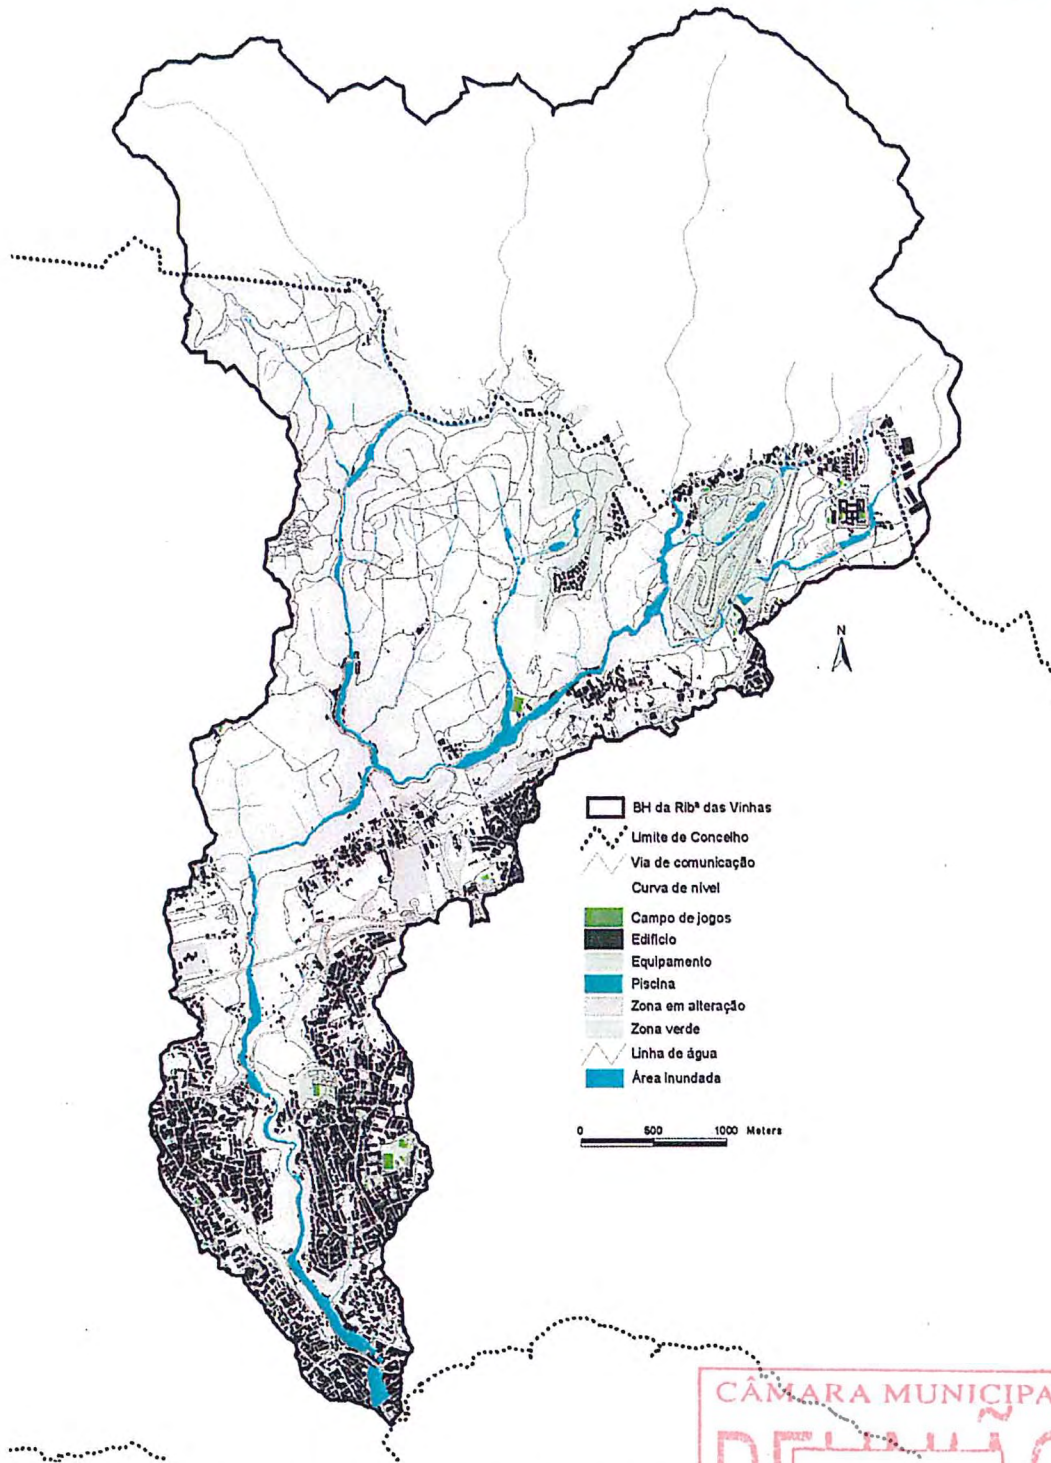 N
BH da Ribª das Vinhas
Limite de Concelho
Via de comunicação
Curva de nível
Campo de jogos
Edifício
Equipamento
Piscina
Zona em alteração
Zona verde
Linha de água
Área Inundada
0 500 1000 Meters
CÂMARA MUNICIPA